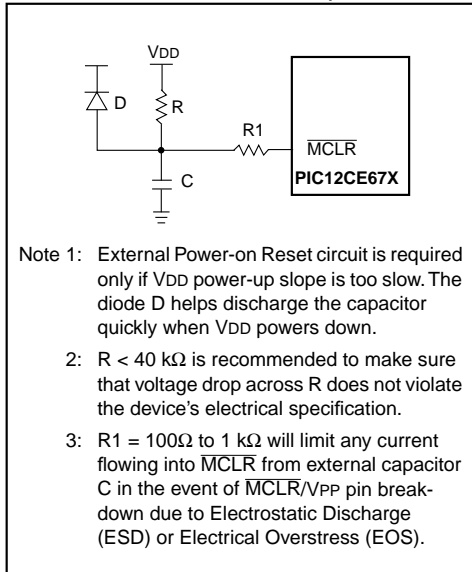 VDD
D
R
R1
MCLR
C
PIC12CE67X
Note 1: External Power-on Reset circuit is required
only if VDD power-up slope is too slow. The
diode D helps discharge the capacitor
quickly when VDD powers down.
2: R < 40 kΩ is recommended to make sure
that voltage drop across R does not violate
the device's electrical specification.
3: R1 = 100Ω to 1 kΩ will limit any current
flowing into MCLR from external capacitor
C in the event of MCLR/VPP pin break-
down due to Electrostatic Discharge
(ESD) or Electrical Overstress (EOS).